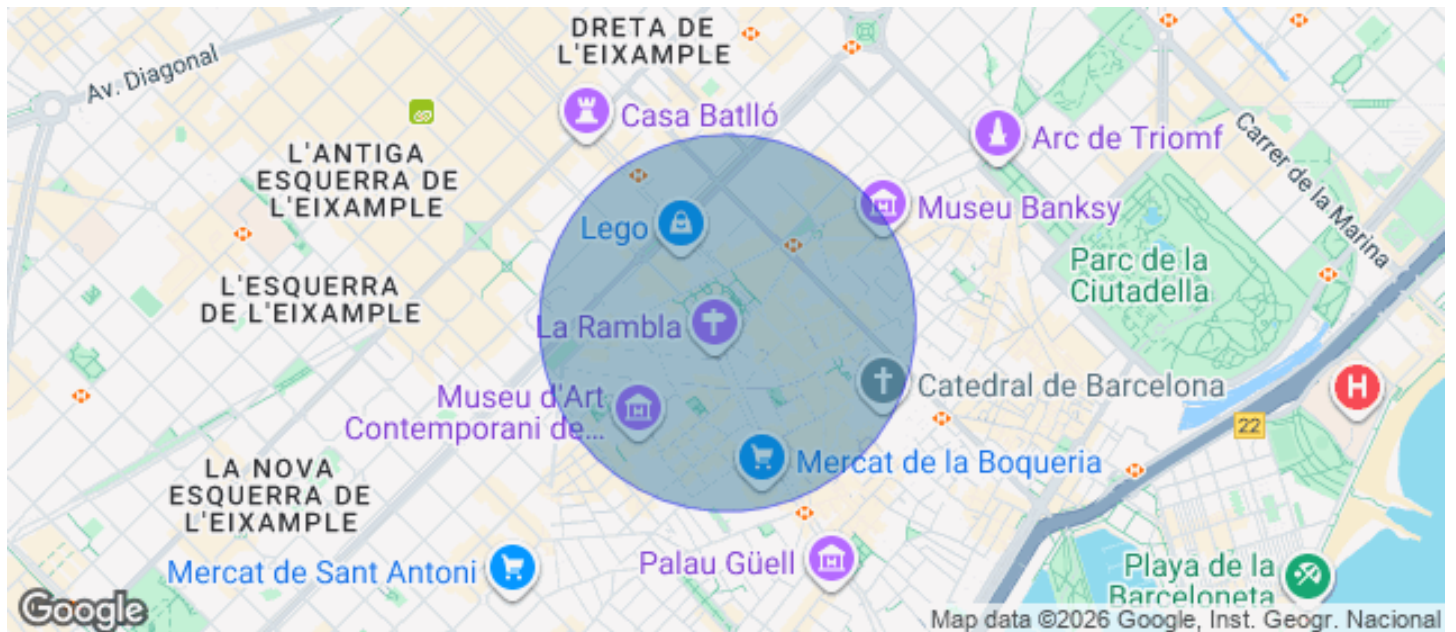 DRETA DE
L'EIXAMPLE
Av. Diagonal
Casa Batlló
Arc de Triomf
Carrer de la Marina
L'ANTIGA
ESQUERRA DE
L'EIXAMPLE
Lego
Museu Banksy
Parc de la
Ciutadella
L'ESQUERRA
DE L'EIXAMPLE
La Rambla
Museu d'Art
Contemporani de...
Catedral de Barcelona
H
22
LA NOVA
ESQUERRA DE
L'EIXAMPLE
Mercat de la Boqueria
Mercat de Sant Antoni
Palau Güell
Playa de la
Barceloneta
Google
Map data ©2026 Google, Inst. Geogr. Nacional